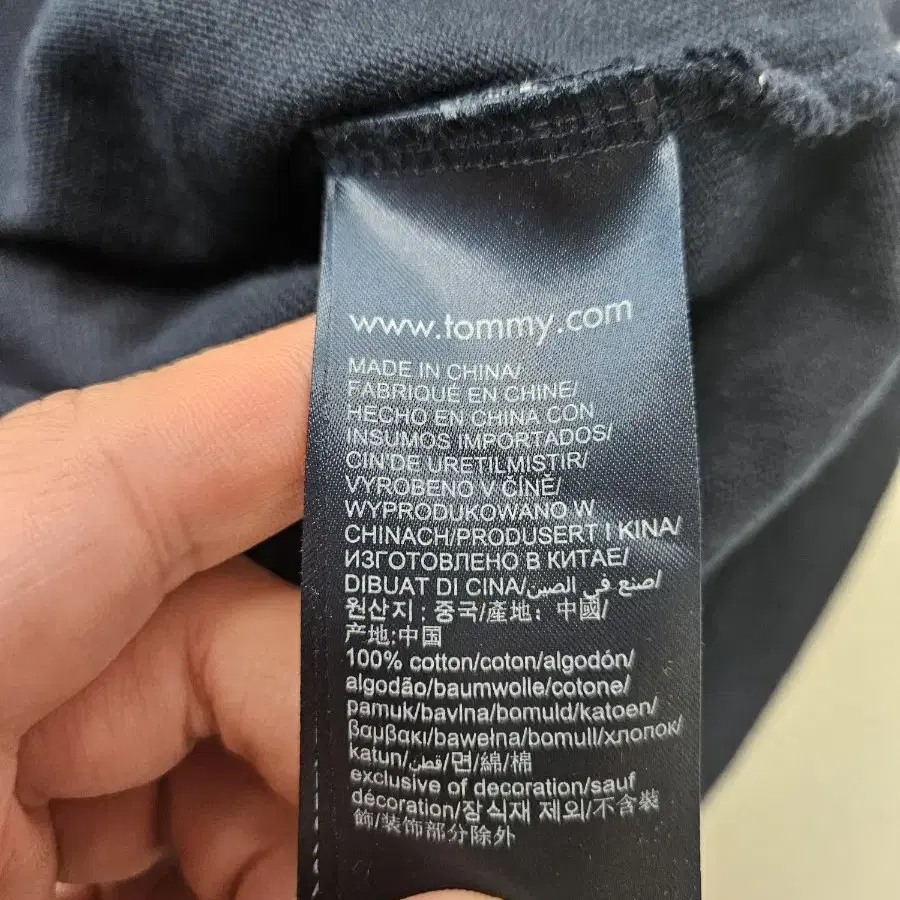 www.tommy.com
MADE IN CHINA/
FABRIQUÉ EN CHINE/
HECHO EN CHINA CON
INSUMOS IMPORTADOS/
CIN'DE URETILMISTIR/
VYROBENO V ČÍNĚ/
WYPRODUKOWANO W
CHINACH/PRODUSERT I KINA/
ИЗГОТОВЛЕНО В КИТАЕ/
DIBUAT DI CINA/صنع في الصين/
원산지 : 중국/產地：中國/
产地:中国
100% cotton/coton/algodón/
algodão/baumwolle/cotone/
pamuk/bavlna/bomuld/katoen/
βαμβακι/bawełna/bomull/хлопок/
katun/قطن/면/綿/棉
exclusive of decoration/sauf
décoration/장식재 제외/不含裝
飾/装饰部分除外